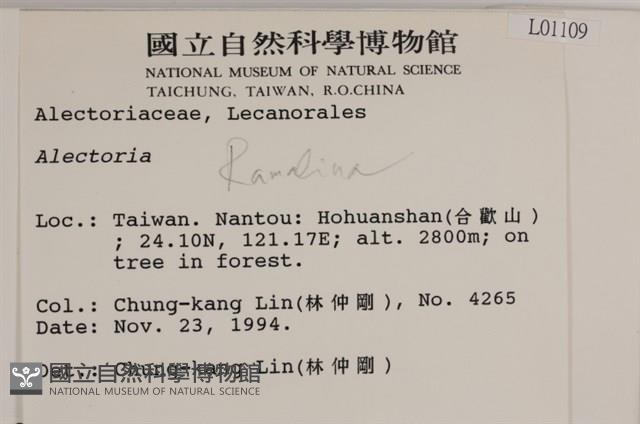 L01109
國立自然科學博物館
NATIONAL MUSEUM OF NATURAL SCIENCE
TAICHUNG, TAIWAN, R.O.CHINA
Alectoriaceae, Lecanorales
Alectoria
Ramalina
Loc.: Taiwan. Nantou: Hohuanshan(合歡山)
; 24.10N, 121.17E; alt. 2800m; on
tree in forest.
Col.: Chung-kang Lin(林仲剛), No. 4265
Date: Nov. 23, 1994.
Det.: Chung-kang Lin(林仲剛)
國立自然科學博物館
NATIONAL MUSEUM OF NATURAL SCIENCE